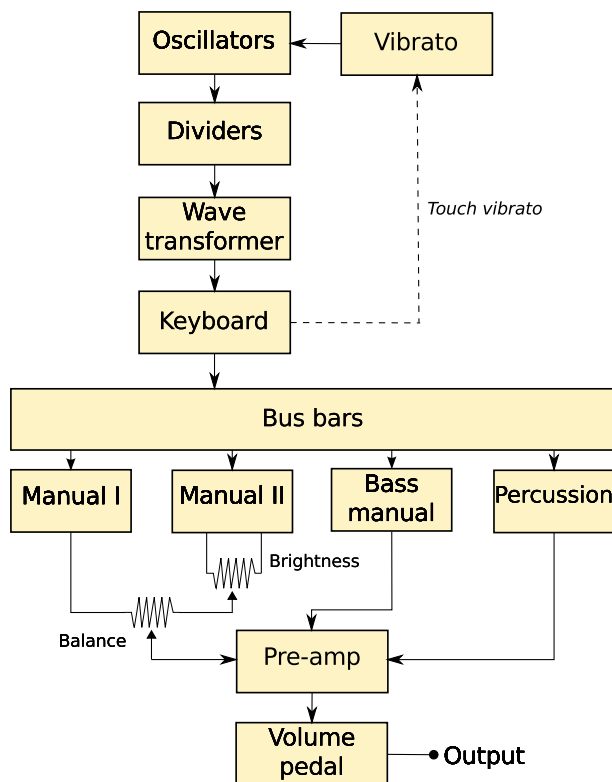 Oscillators
Vibrato
Dividers
Touch vibrato
Wave
transformer
Keyboard
Bus bars
Manual I
Manual II
Bass
manual
Percussion
Brightness
Balance
Pre-amp
Volume
pedal
Output